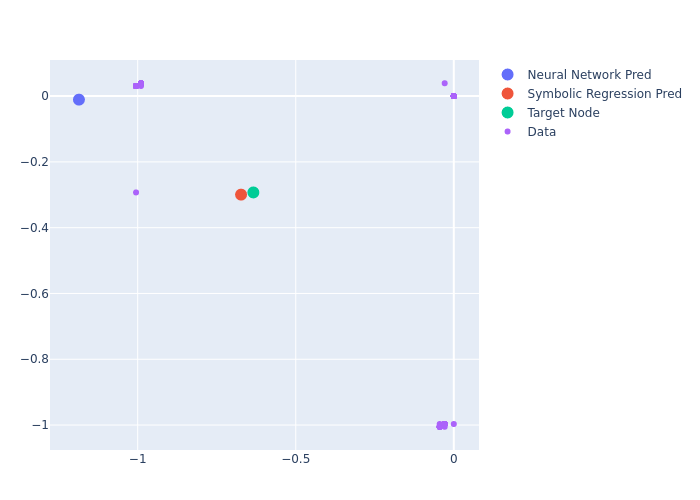 Neural Network Pred
Symbolic Regression Pred
Target Node
Data
0
−0.2
−0.4
−0.6
−0.8
−1
−1
−0.5
0